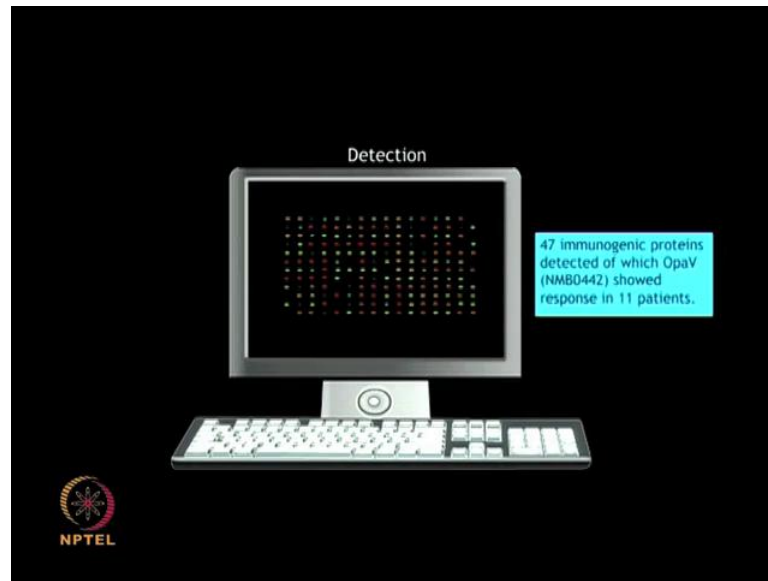 Detection
47 immunogenic proteins
detected of which OpaV
(NMB0442) showed
response in 11 patients.
NPTEL